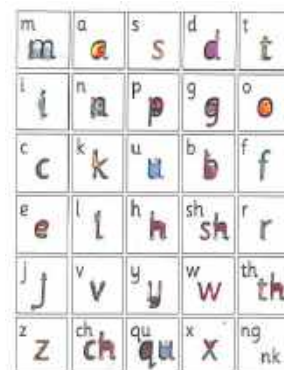 m a s d t
m a s d t
i n p g o
i n p g o
c k u b f
c k u b f
e l h sh r
e l h sh r
j v y w th
j v y w th
z ch qu x ng
z ch qu x nk